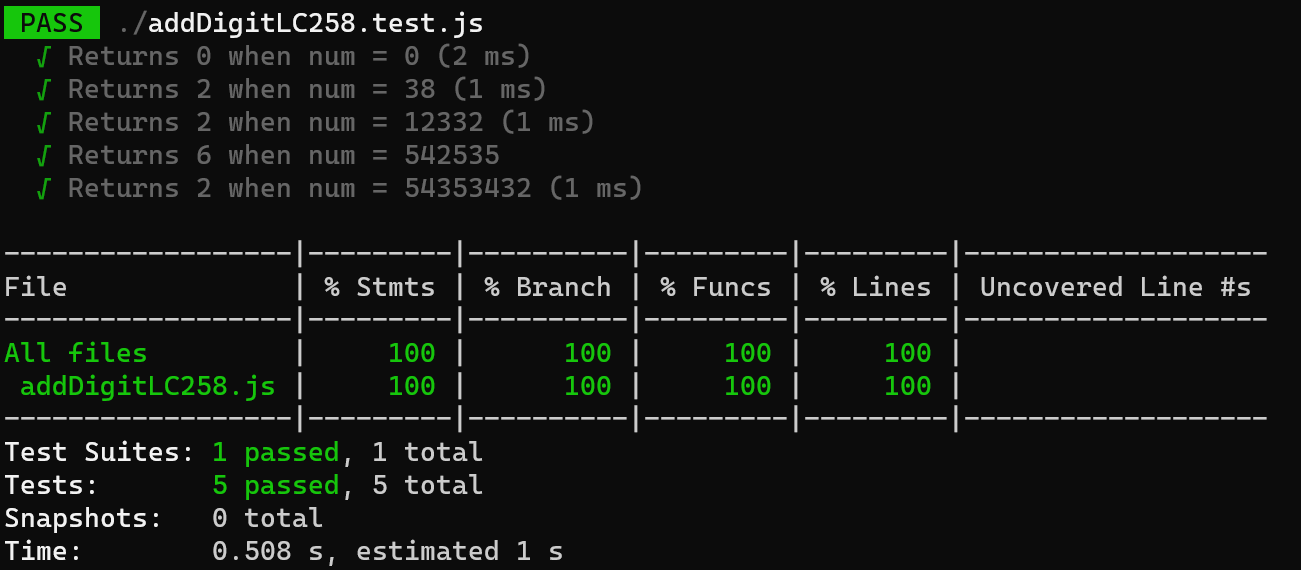 PASS ./addDigitLC258.test.js
√ Returns 0 when num = 0 (2 ms)
√ Returns 2 when num = 38 (1 ms)
√ Returns 2 when num = 12332 (1 ms)
√ Returns 6 when num = 542535
√ Returns 2 when num = 54353432 (1 ms)
------------------|---------|----------|---------|---------|-------------------
File              | % Stmts | % Branch | % Funcs | % Lines | Uncovered Line #s
------------------|---------|----------|---------|---------|-------------------
All files         |     100 |      100 |     100 |     100 |
 addDigitLC258.js |     100 |      100 |     100 |     100 |
------------------|---------|----------|---------|---------|-------------------
Test Suites: 1 passed, 1 total
Tests:       5 passed, 5 total
Snapshots:   0 total
Time:        0.508 s, estimated 1 s